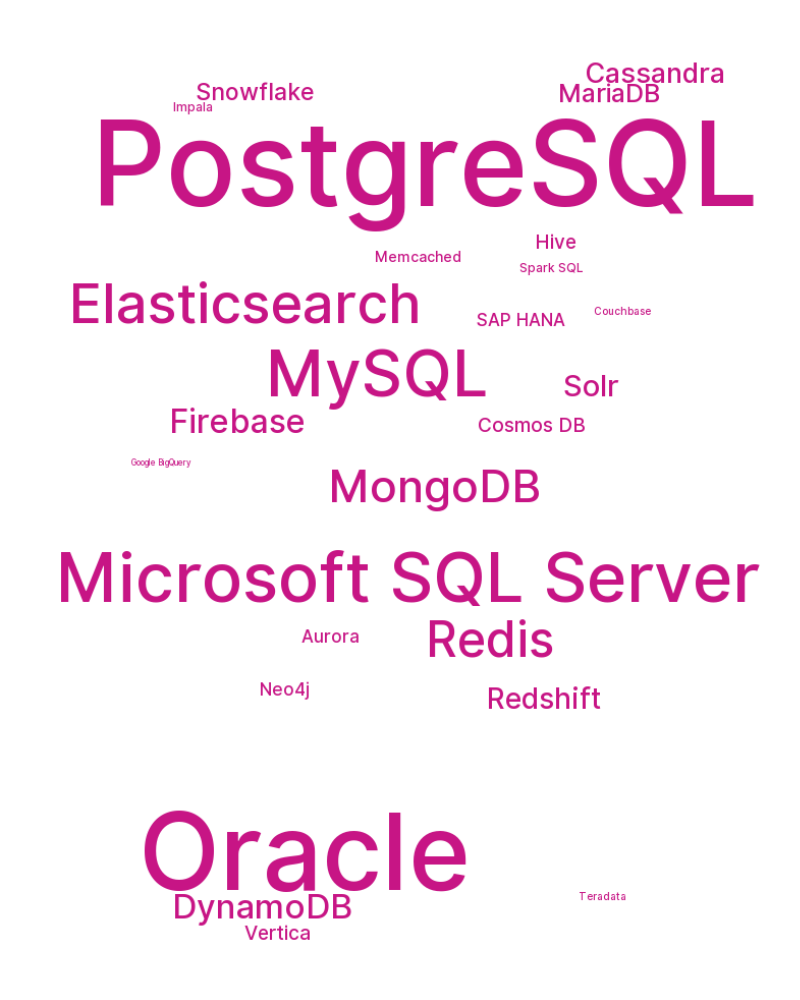 Cassandra
Snowflake
MariaDB
Impala
PostgreSQL
Hive
Memcached
Spark SQL
Elasticsearch
Couchbase
SAP HANA
MySQL
Solr
Firebase
Cosmos DB
Google BigQuery
MongoDB
Microsoft SQL Server
Aurora
Redis
Neo4j
Redshift
Oracle
Teradata
DynamoDB
Vertica